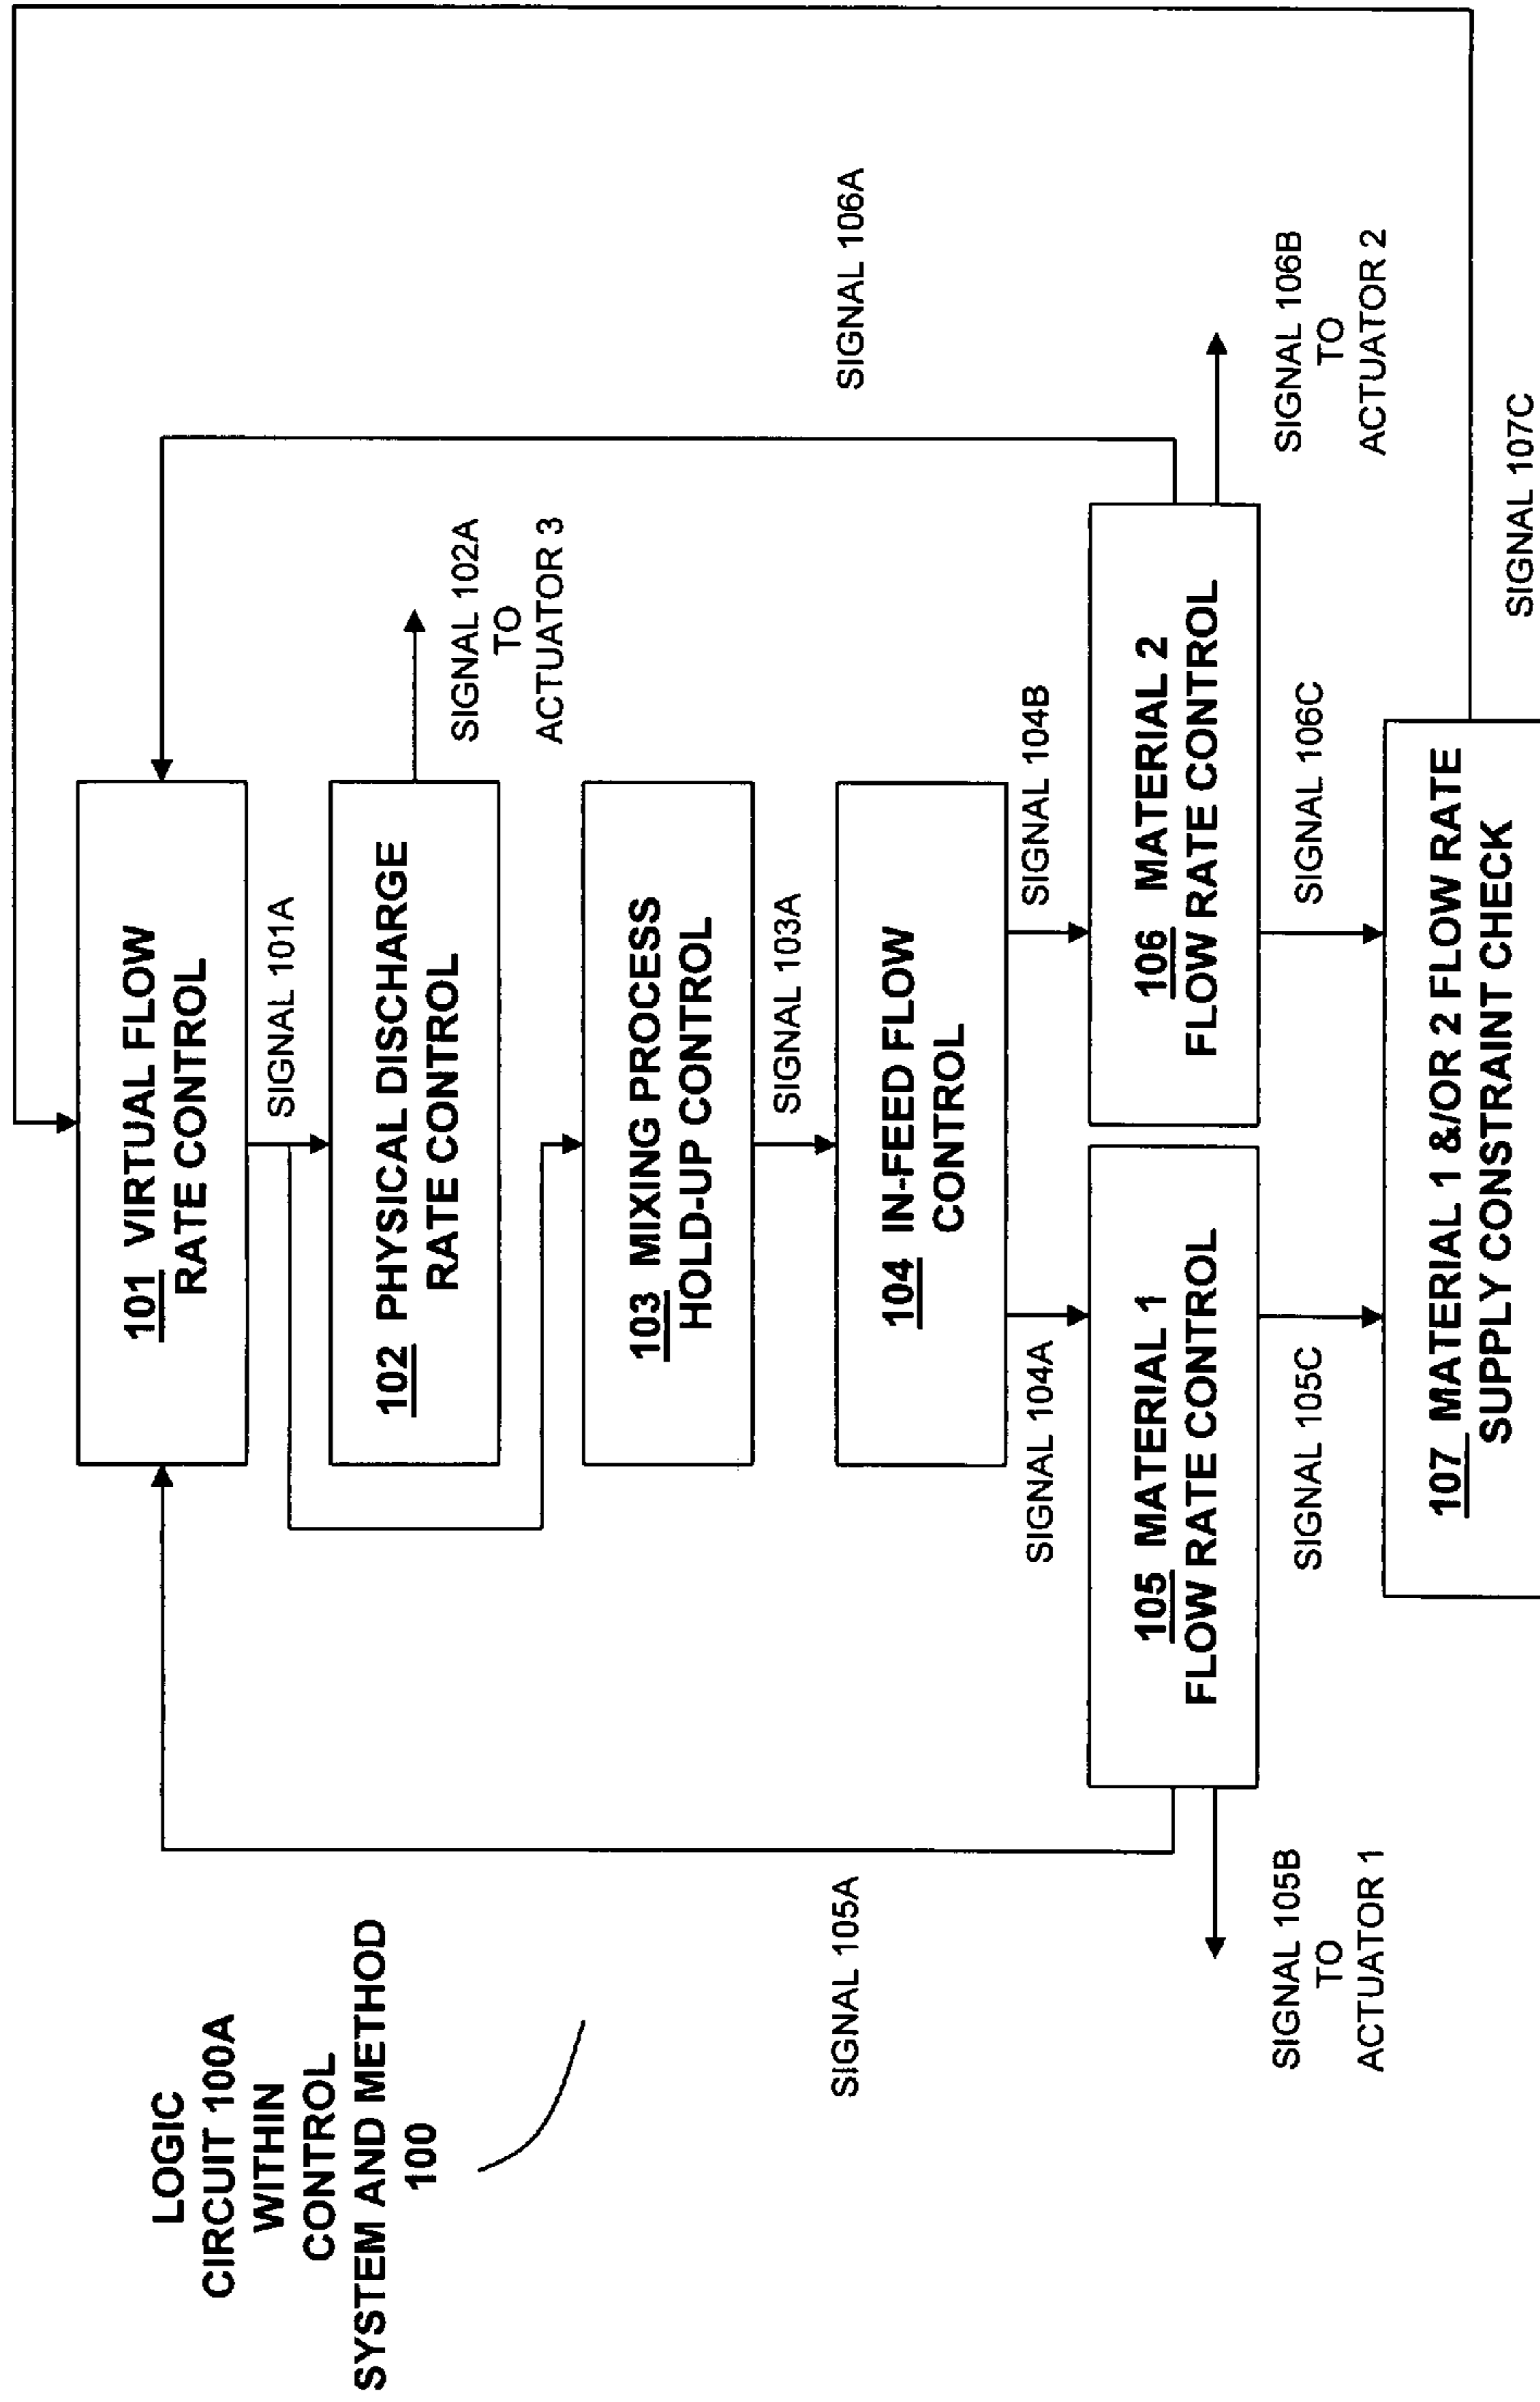 LOGIC
CIRCUIT 100A
WITHIN
CONTROL
SYSTEM AND METHOD
100
101 VIRTUAL FLOW
RATE CONTROL
SIGNAL 101A
102 PHYSICAL DISCHARGE
RATE CONTROL
SIGNAL 102A
TO
ACTUATOR 3
103 MIXING PROCESS
HOLD-UP CONTROL
SIGNAL 103A
104 IN-FEED FLOW
CONTROL
SIGNAL 105A
SIGNAL 106A
SIGNAL 104A
SIGNAL 104B
105 MATERIAL 1
FLOW RATE CONTROL
106 MATERIAL 2
FLOW RATE CONTROL
SIGNAL 105B
TO
ACTUATOR 1
SIGNAL 105C
SIGNAL 106C
SIGNAL 106B
TO
ACTUATOR 2
107 MATERIAL 1 &/OR 2 FLOW RATE
SUPPLY CONSTRAINT CHECK
SIGNAL 107C